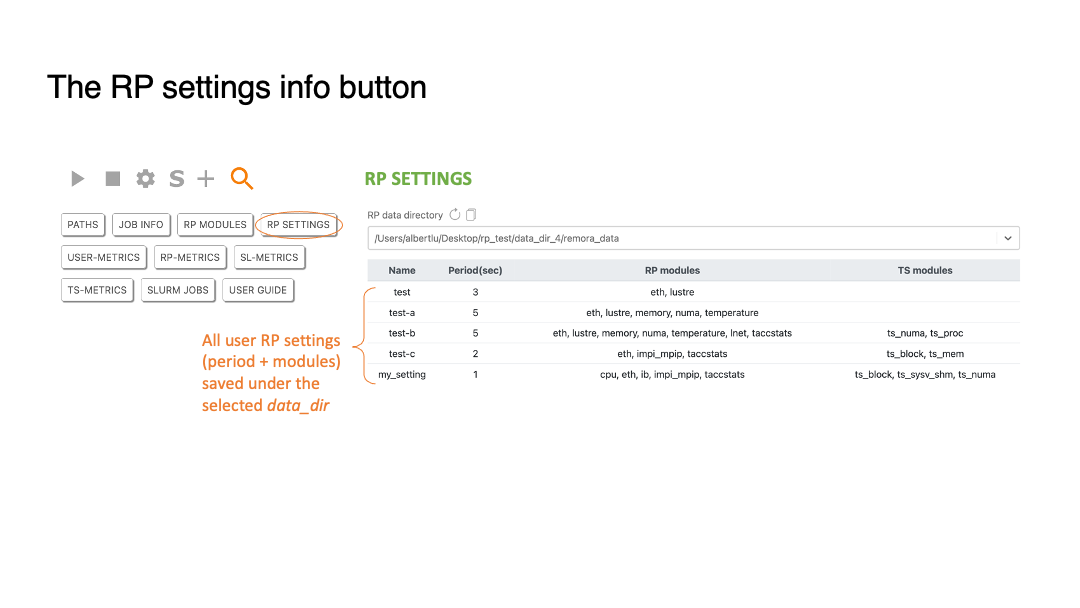 The RP settings info button
S
RP SETTINGS
PATHS JOB INFO RP MODULES RP SETTINGS
USER-METRICS RP-METRICS SL-METRICS
TS-METRICS SLURM JOBS USER GUIDE
RP data directory
/Users/albertlu/Desktop/rp_test/data_dir_4/remora_data
Name Period(sec) RP modules TS modules
test 3 eth, lustre
test-a 5 eth, lustre, memory, numa, temperature
test-b 5 eth, lustre, memory, numa, temperature, lnet, taccstats ts_numa, ts_proc
test-c 2 eth, impi_mpip, taccstats ts_block, ts_mem
my_setting 1 cpu, eth, ib, impi_mpip, taccstats ts_block, ts_sysv_shm, ts_numa
All user RP settings
(period + modules)
saved under the
selected data_dir